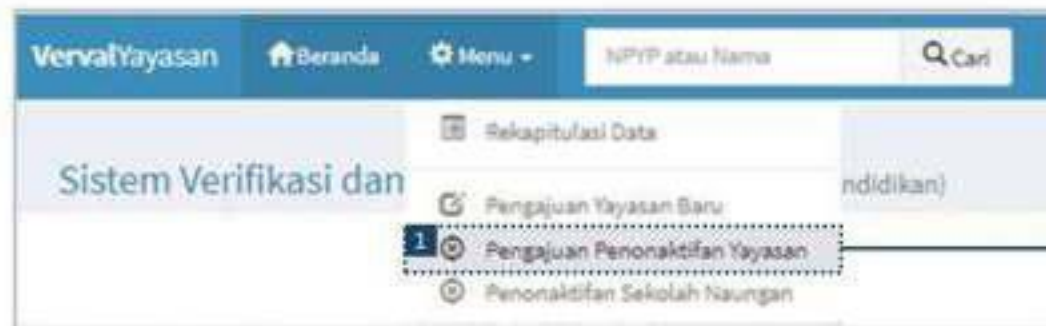 VervalYayasan Beranda Menu NPYP atau Nama Cari
Rekapitulasi Data
Sistem Verifikasi dan ndidikan)
Pengajuan Yayasan Baru
1 Pengajuan Penonaktifan Yayasan
Penonaktifan Sekolah Naungan